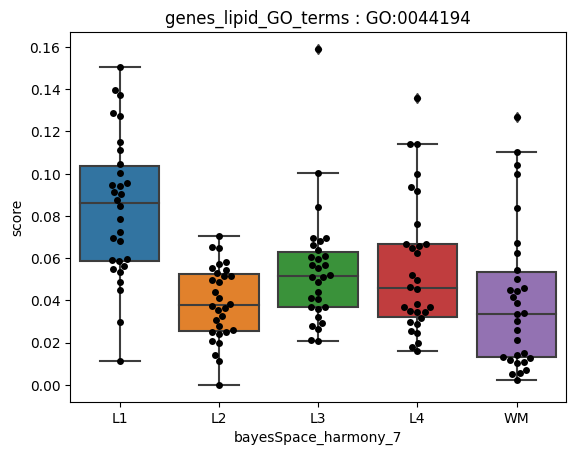 genes_lipid_GO_terms : GO:0044194
0.16
0.14
0.12
0.10
0.08
0.06
0.04
0.02
0.00
score
L1 L2 L3 L4 WM
bayesSpace_harmony_7